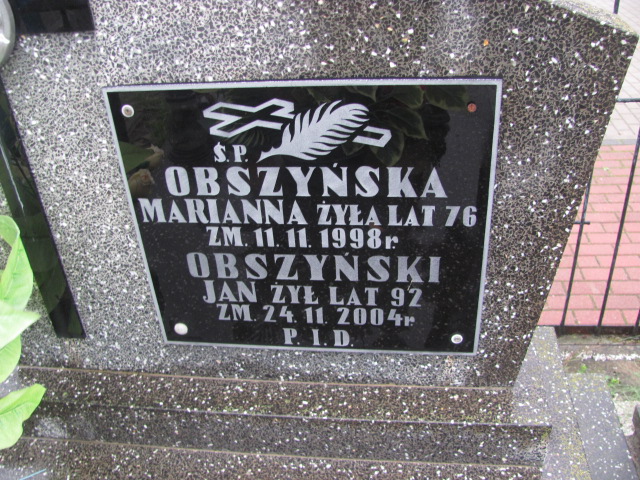 Ś.P.
OBSZYŃSKA
MARIANNA ŻYŁA LAT 76
ZM. 11.11.1998r.
OBSZYŃSKI
JAN ŻYŁ LAT 92
ZM. 24.11.2004r.
P.I.D.